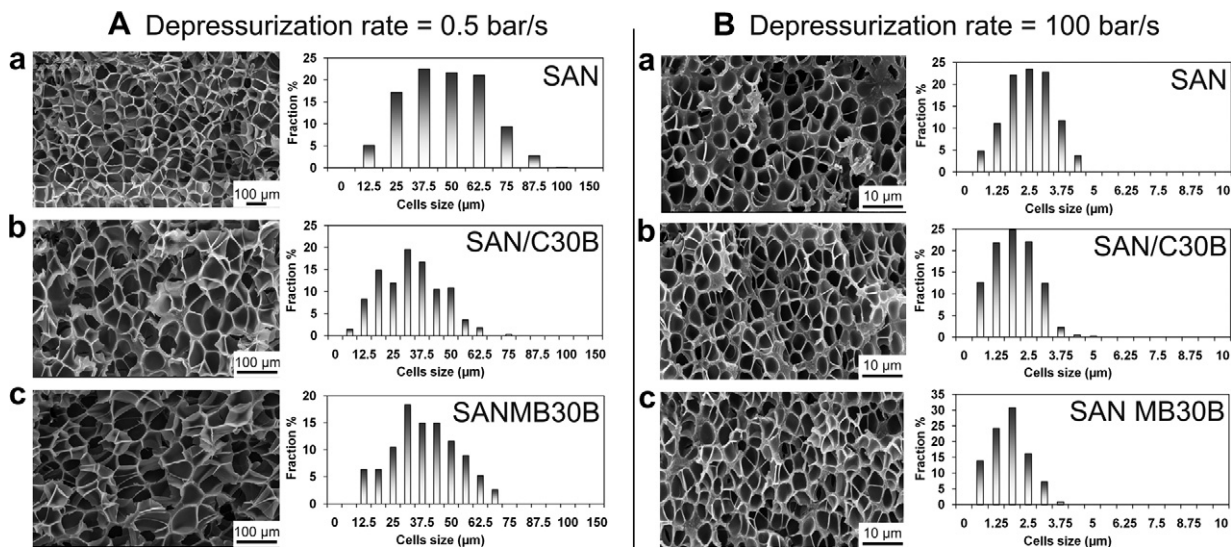 A Depressurization rate = 0.5 bar/s
a
100 µm
SAN
Fraction %
25
20
15
10
5
0
0 12.5 25 37.5 50 62.5 75 87.5 100 150
Cells size (µm)
b
100 µm
SAN/C30B
Fraction %
25
20
15
10
5
0
0 12.5 25 37.5 50 62.5 75 100 150
Cells size (µm)
c
100 µm
SANMB30B
Fraction %
20
15
10
5
0
0 12.5 25 37.5 50 62.5 75 87.5 100 150
Cells size (µm)
B Depressurization rate = 100 bar/s
a
10 µm
SAN
Fraction %
25
20
15
10
5
0
0 1.25 2.5 3.75 5 6.25 7.5 8.75 10
Cells size (µm)
b
10 µm
SAN/C30B
Fraction %
25
20
15
10
25
0
0 1.25 2.5 3.75 5 6.25 7.5 8.75 10
Cells size (µm)
c
10 µm
SAN MB30B
Fraction %
35
30
25
20
15
10
5
0
0 1.25 2.5 3.75 5 6.25 7.5 8.75 10
Cells size (µm)